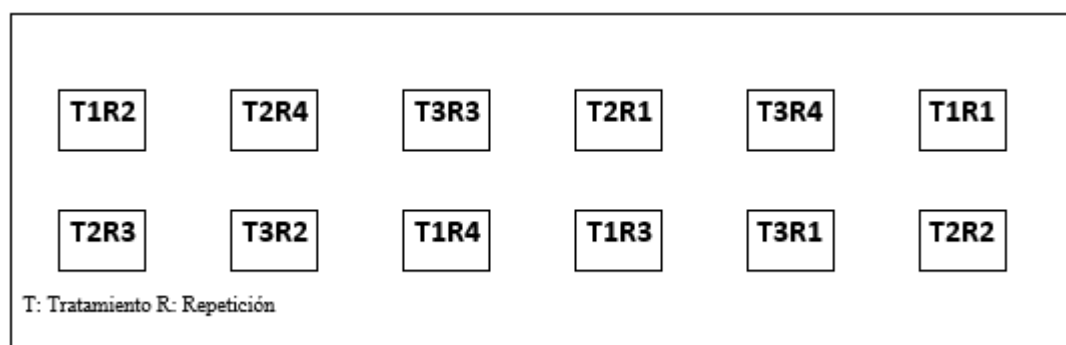 T1R2 T2R4 T3R3 T2R1 T3R4 T1R1
T2R3 T3R2 T1R4 T1R3 T3R1 T2R2
T: Tratamiento R: Repetición